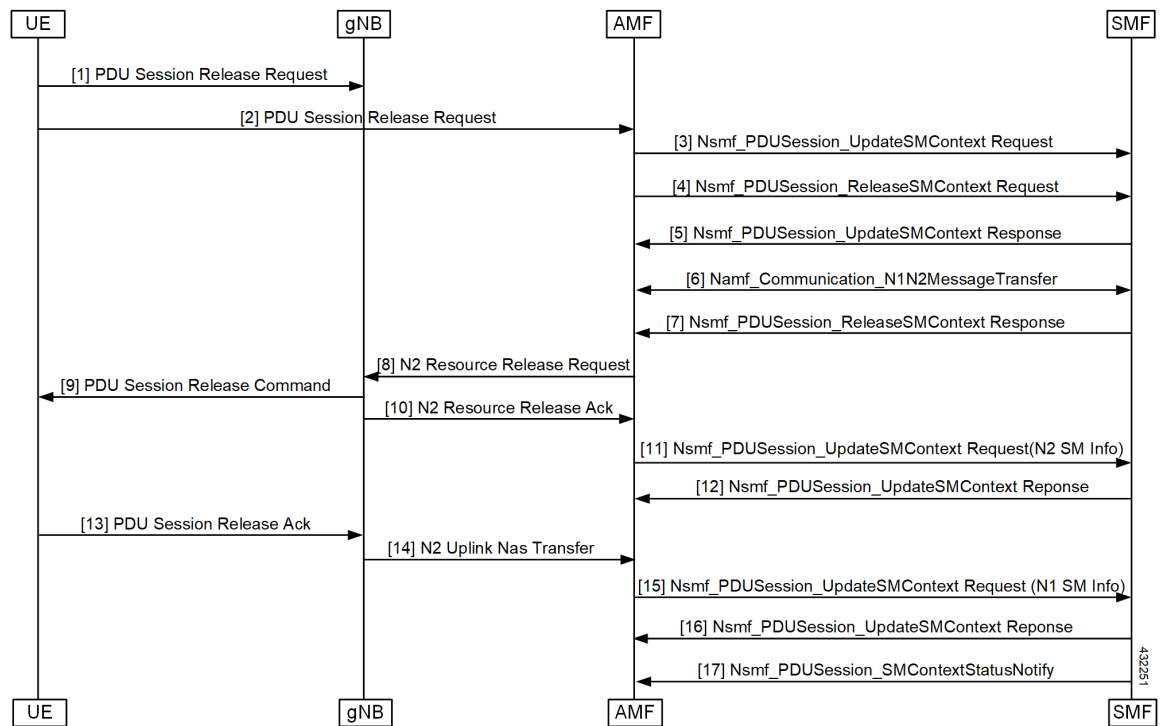 UE gNB AMF SMF
[1] PDU Session Release Request
[2] PDU Session Release Request
[3] Nsmf_PDUSession_UpdateSMContext Request
[4] Nsmf_PDUSession_ReleaseSMContext Request
[5] Nsmf_PDUSession_UpdateSMContext Response
[6] Namf_Communication_N1N2MessageTransfer
[7] Nsmf_PDUSession_ReleaseSMContext Response
[8] N2 Resource Release Request
[9] PDU Session Release Command
[10] N2 Resource Release Ack
[11] Nsmf_PDUSession_UpdateSMContext Request(N2 SM Info)
[12] Nsmf_PDUSession_UpdateSMContext Reponse
[13] PDU Session Release Ack
[14] N2 Uplink Nas Transfer
[15] Nsmf_PDUSession_UpdateSMContext Request (N1 SM Info)
[16] Nsmf_PDUSession_UpdateSMContext Reponse
[17] Nsmf_PDUSession_SMContextStatusNotify
432251
UE gNB AMF SMF